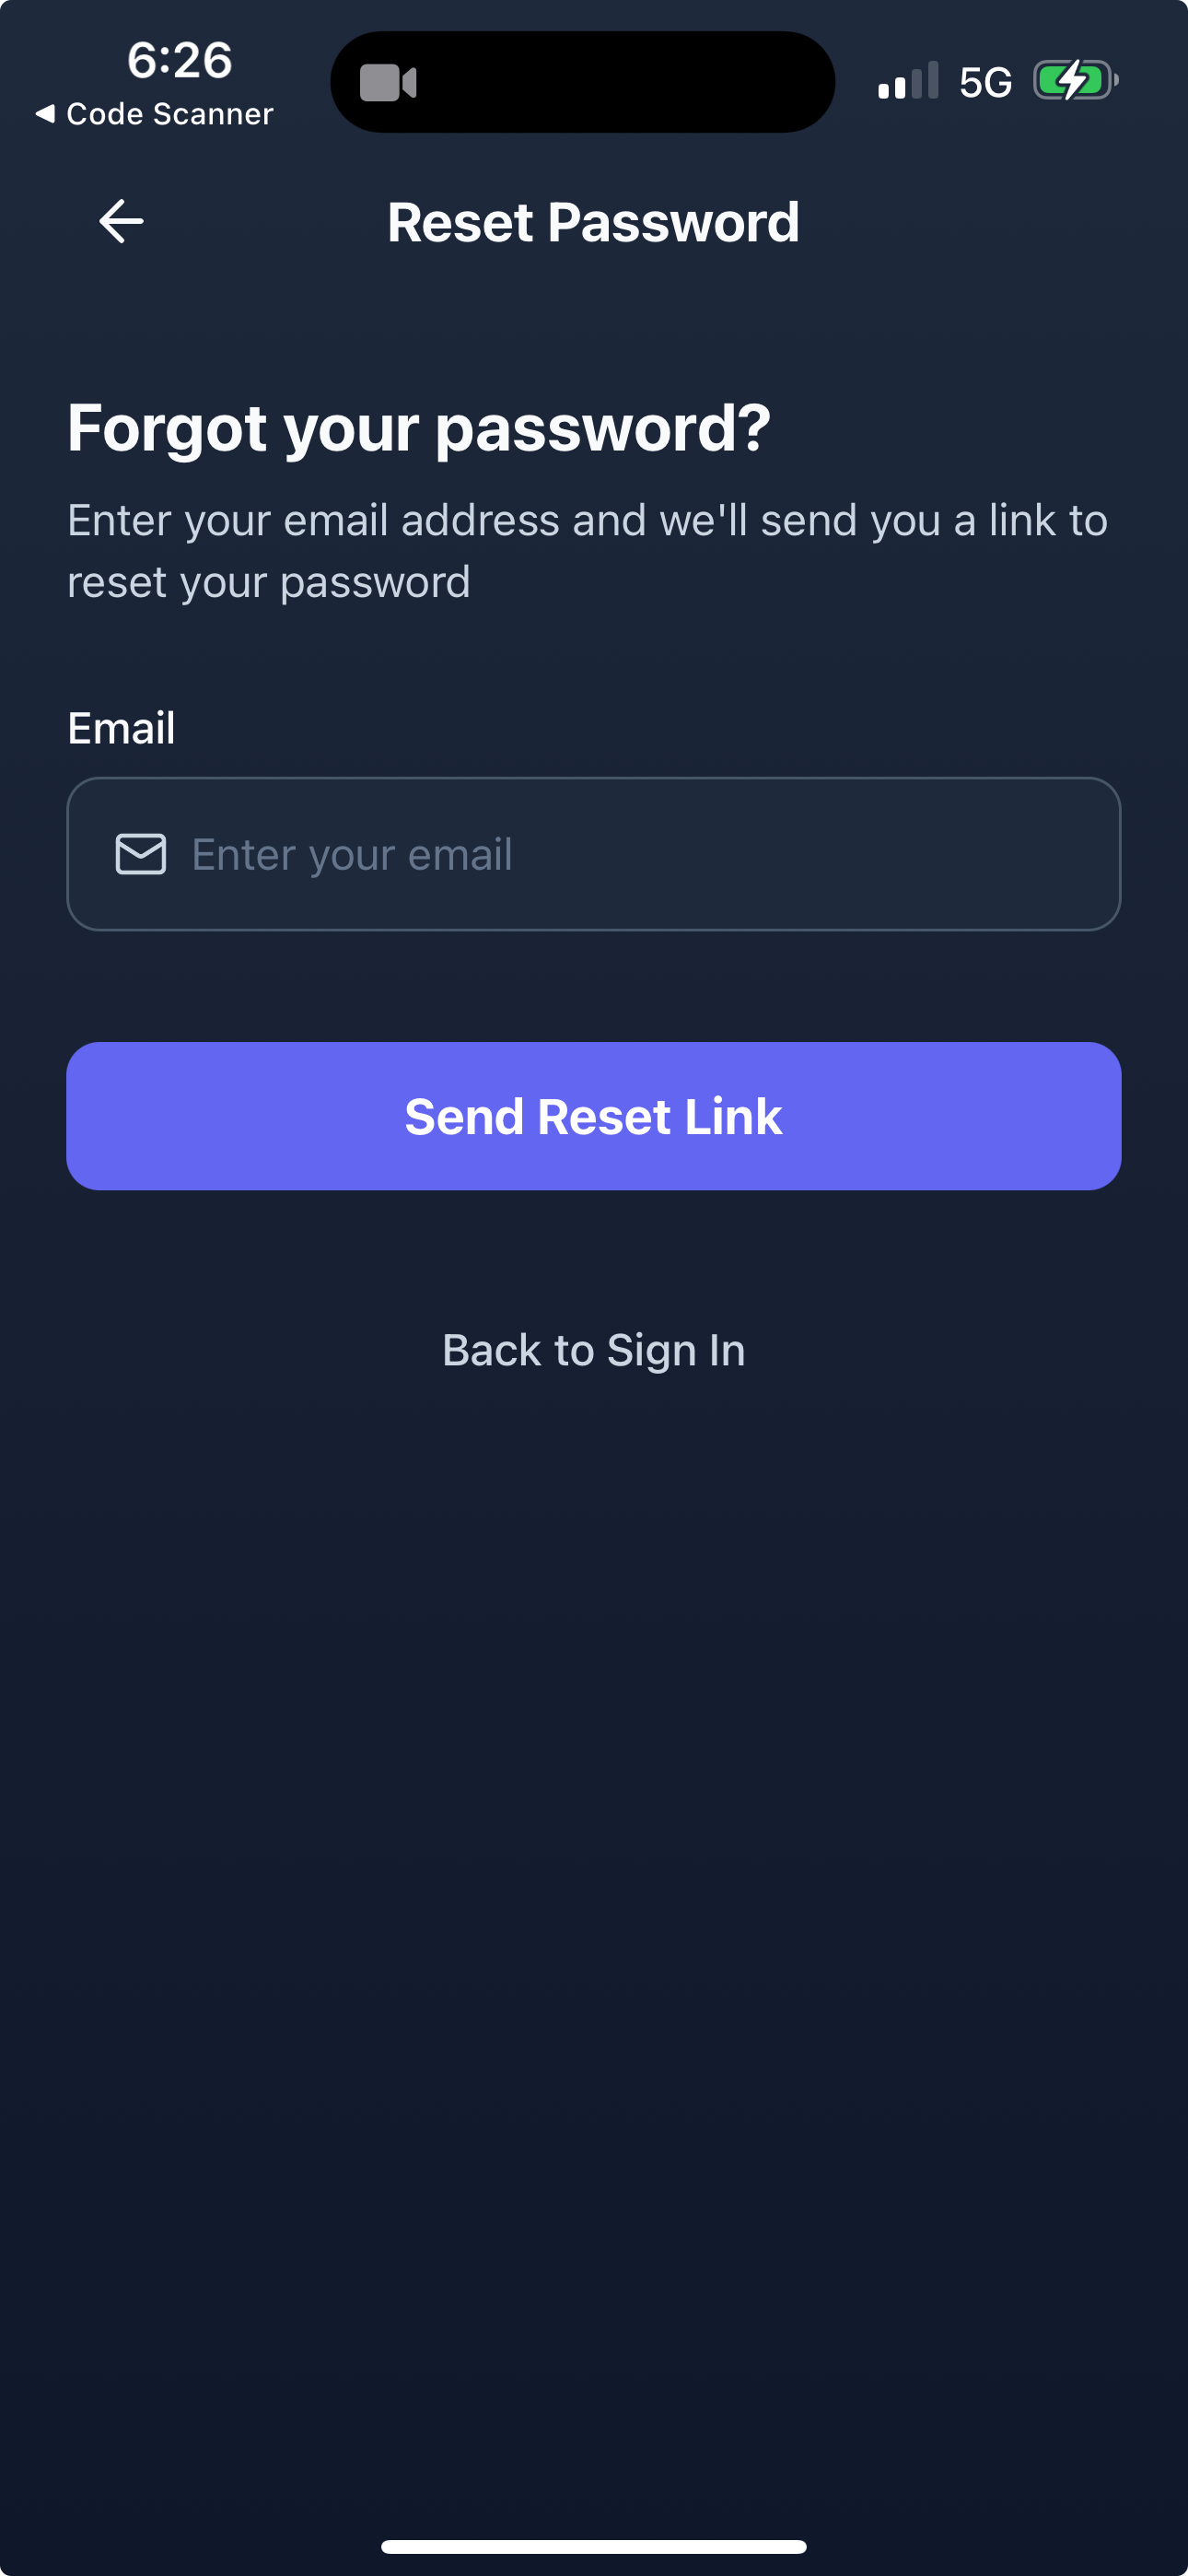 6:26
Code Scanner
5G
Reset Password
Forgot your password?
Enter your email address and we'll send you a link to
reset your password
Email
Enter your email
Send Reset Link
Back to Sign In